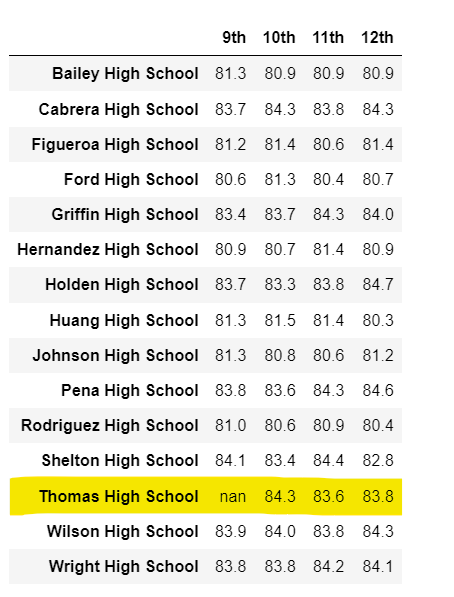 9th 10th 11th 12th
Bailey High School 81.3 80.9 80.9 80.9
Cabrera High School 83.7 84.3 83.8 84.3
Figueroa High School 81.2 81.4 80.6 81.4
Ford High School 80.6 81.3 80.4 80.7
Griffin High School 83.4 83.7 84.3 84.0
Hernandez High School 80.9 80.7 81.4 80.9
Holden High School 83.7 83.3 83.8 84.7
Huang High School 81.3 81.5 81.4 80.3
Johnson High School 81.3 80.8 80.6 81.2
Pena High School 83.8 83.6 84.3 84.6
Rodriguez High School 81.0 80.6 80.9 80.4
Shelton High School 84.1 83.4 84.4 82.8
Thomas High School nan 84.3 83.6 83.8
Wilson High School 83.9 84.0 83.8 84.3
Wright High School 83.8 83.8 84.2 84.1